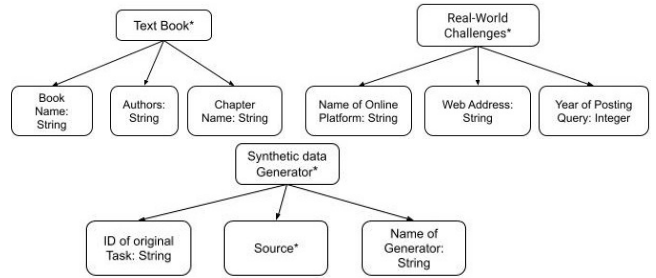 Text Book*
Book
Name:
String
Authors:
String
Chapter
Name: String
Real-World
Challenges*
Name of Online
Platform: String
Web Address:
String
Year of Posting
Query: Integer
Synthetic data
Generator*
ID of original
Task: String
Source*
Name of
Generator:
String